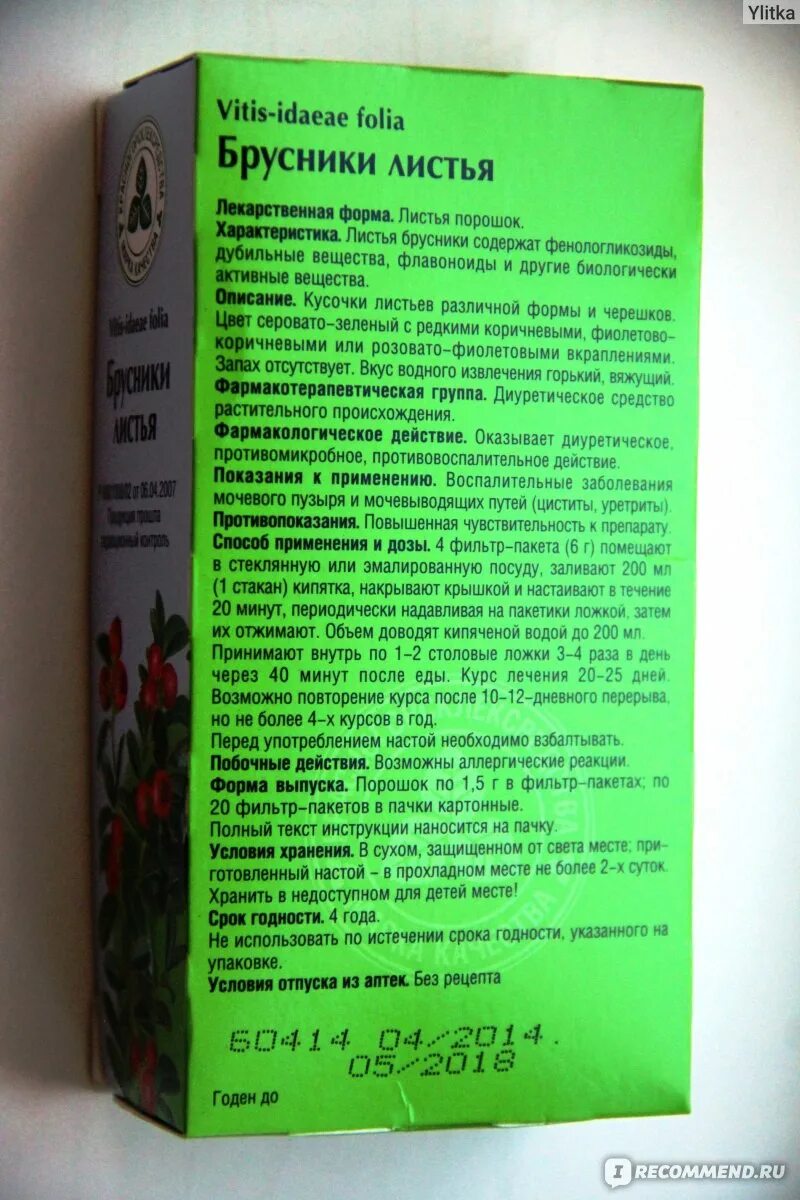 Ylitka
Vitis-idaeae folia
Брусники листья
Лекарственная форма. Листья порошок.
Характеристика. Листья брусники содержат фенологликозиды,
дубильные вещества, флавоноиды и другие биологически
активные вещества.
Описание. Кусочки листьев различной формы и черешков.
Цвет серовато-зеленый с редкими коричневыми, фиолетово-
коричневыми или розовато-фиолетовыми вкраплениями.
Запах отсутствует. Вкус водного извлечения горький, вяжущий.
Фармакотерапевтическая группа. Диуретическое средство
растительного происхождения.
Фармакологическое действие. Оказывает диуретическое,
противомикробное, противовоспалительное действие.
Показания к применению. Воспалительные заболевания
мочевого пузыря и мочевыводящих путей (циститы, уретриты).
Противопоказания. Повышенная чувствительность к препарату.
Способ применения и дозы. 4 фильтр-пакета (6 г) помещают
в стеклянную или эмалированную посуду, заливают 200 мл
(1 стакан) кипятка, накрывают крышкой и настаивают в течение
20 минут, периодически надавливая на пакетики ложкой, затем
их отжимают. Объем доводят кипяченой водой до 200 мл.
Принимают внутрь по 1-2 столовые ложки 3-4 раза в день
через 40 минут после еды. Курс лечения 20-25 дней.
Возможно повторение курса после 10-12-дневного перерыва,
но не более 4-х курсов в год.
Перед употреблением настой необходимо взбалтывать.
Побочные действия. Возможны аллергические реакции.
Форма выпуска. Порошок по 1,5 г в фильтр-пакетах; по
20 фильтр-пакетов в пачки картонные.
Полный текст инструкции наносится на пачку.
Условия хранения. В сухом, защищенном от света месте; при-
готовленный настой - в прохладном месте не более 2-х суток.
Хранить в недоступном для детей месте!
Срок годности. 4 года.
Не использовать по истечении срока годности, указанного на
упаковке.
Условия отпуска из аптек. Без рецепта
60414 04/2014.
05/2018
Годен до
Vitis-idaeae folia
Брусники
листья
от 06.04.2007
Продукция прошла
контроль
IRECOMMEND.RU